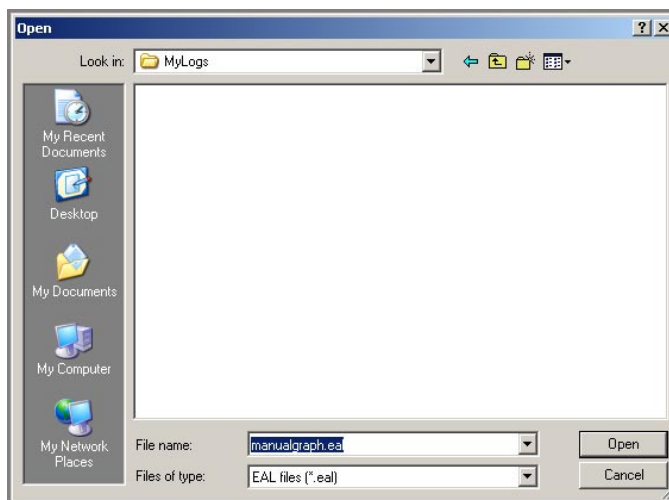 Open
Look in:
MyLogs
My Recent
Documents
Desktop
My Documents
My Computer
My Network
Places
File name:
manualgraph.eal
Open
Files of type:
EAL files (*.eal)
Cancel